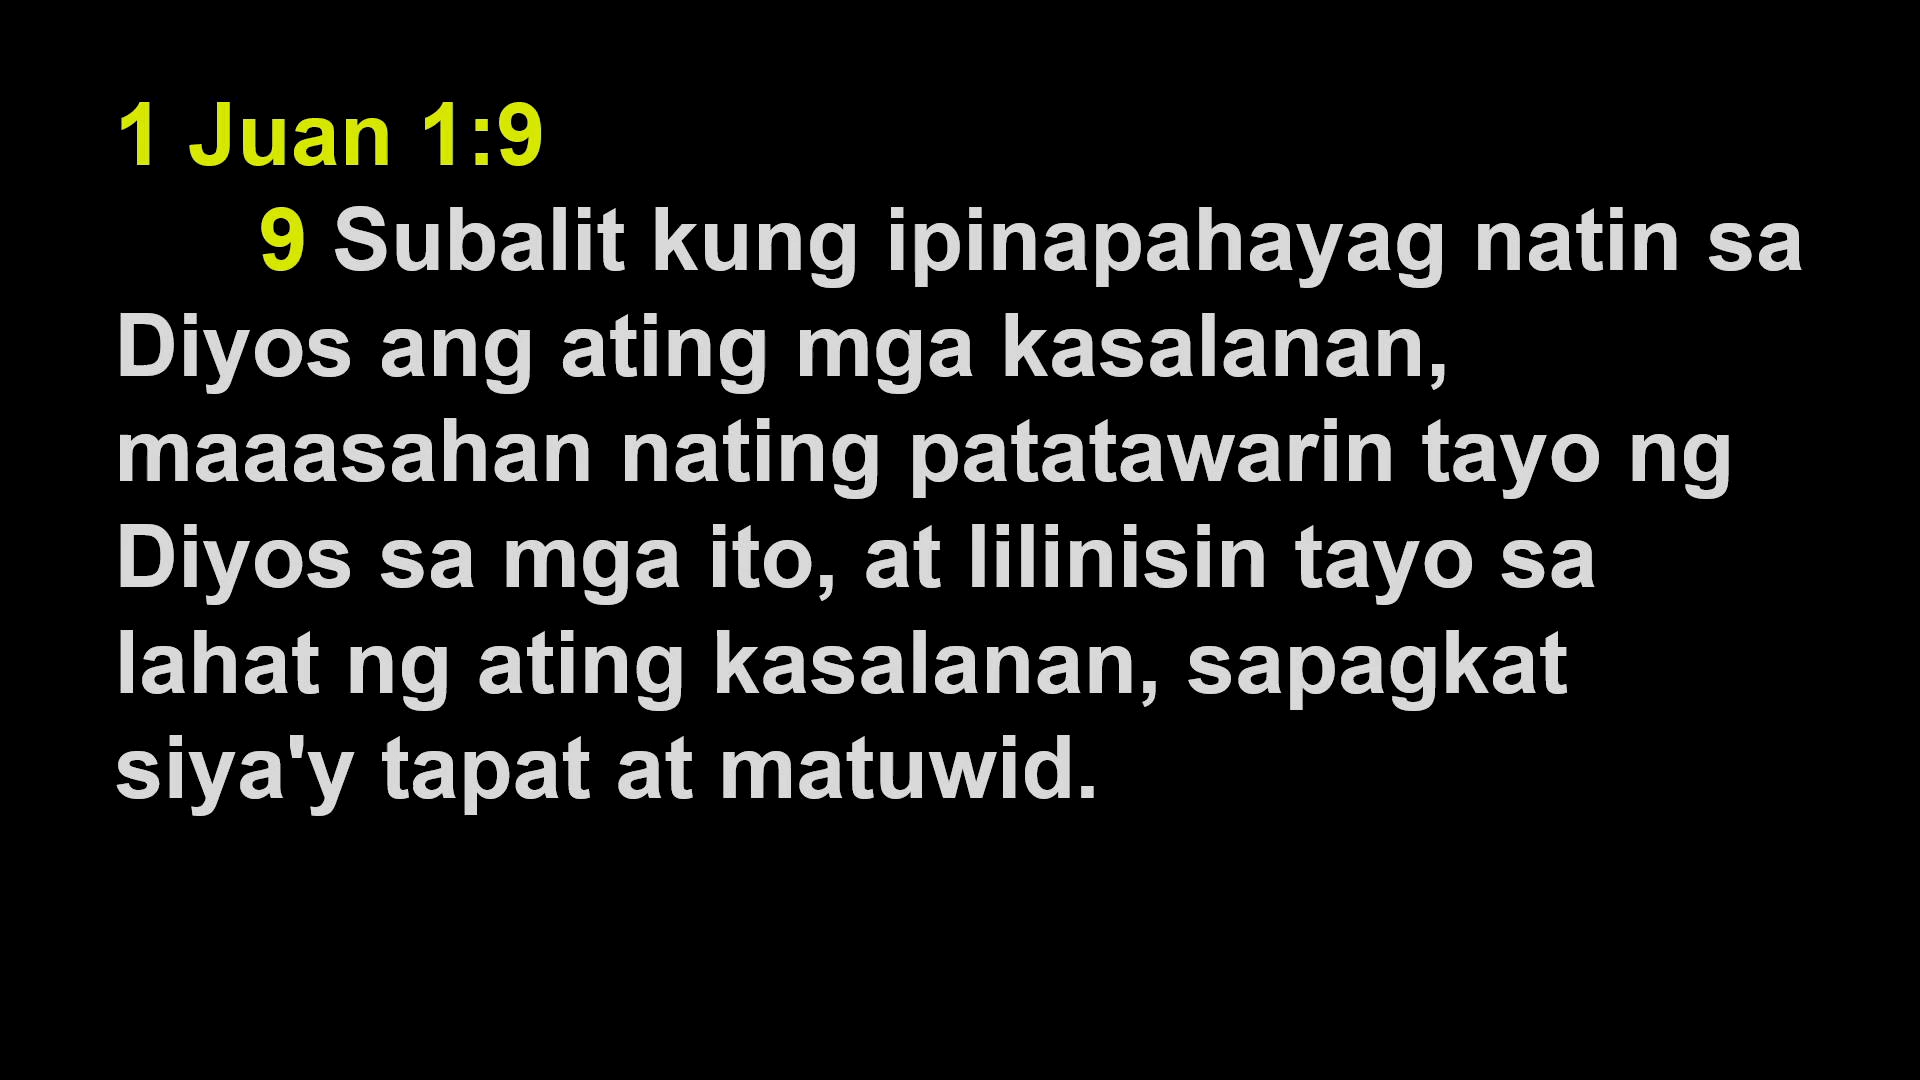 1 Juan 1:9
9 Subalit kung ipinapahayag natin sa
Diyos ang ating mga kasalanan,
maaasahan nating patatawarin tayo ng
Diyos sa mga ito, at lilinisin tayo sa
lahat ng ating kasalanan, sapagkat
siya'y tapat at matuwid.